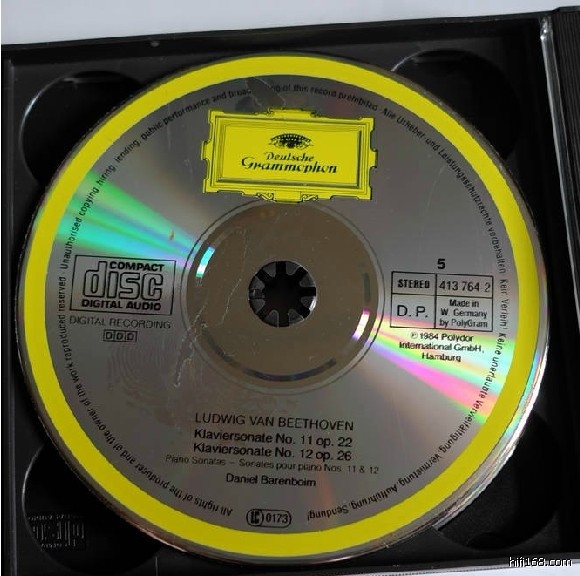 Unauthorised copying, hiring, lending, public performance and broadcasting of this record prohibited · Alle Urheber- und Leistungsschutzrechte vorbehalten. Kein Verleih! Keine unerlaubte Vervielfältigung, Vermietung, Aufführung, Sendung!
All rights of the producer and of the owner of the work reproduced reserved.
Deutsche
Grammophon
COMPACT
disc
DIGITAL AUDIO
DIGITAL RECORDING
DDD
5
STEREO 413 764 2
D.P. Made in
W. Germany
by PolyGram
℗ 1984 Polydor
International GmbH,
Hamburg
LUDWIG VAN BEETHOVEN
Klaviersonate No. 11 op. 22
Klaviersonate No. 12 op. 26
Piano Sonatas – Sonates pour piano Nos. 11 & 12
Daniel Barenboim
LC 0173
hifi168.com